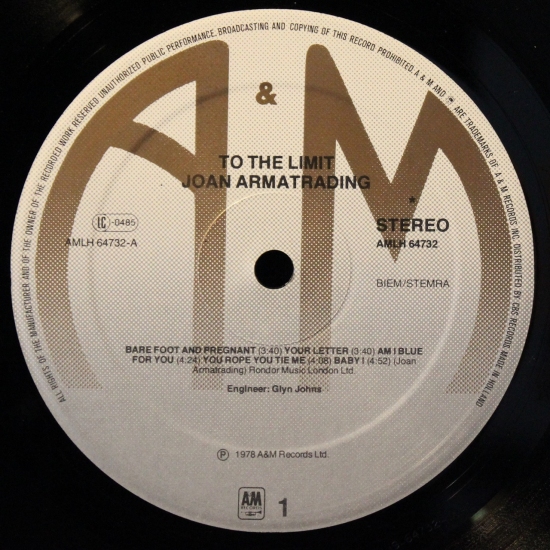 ALL RIGHTS OF THE MANUFACTURER AND OF THE OWNER OF THE RECORDED WORK RESERVED UNAUTHORIZED PUBLIC PERFORMANCE, BROADCASTING AND COPYING OF THIS RECORD PROHIBITED. A & M AND ARE TRADEMARKS OF A & M RECORDS INC. DISTRIBUTED BY CBS RECORDS MADE IN HOLLAND
A & M
TO THE LIMIT
JOAN ARMATRADING
LC -0485
AMLH 64732-A
*
STEREO
AMLH 64732
BIEM/STEMRA
BARE FOOT AND PREGNANT (3:40) YOUR LETTER (3:40) AM I BLUE
FOR YOU (4:24) YOU ROPE YOU TIE ME (4:08) BABY I (4:52) (Joan
Armatrading) Rondor Music London Ltd.
Engineer: Glyn Johns
Ⓟ 1978 A&M Records Ltd.
AM
RECORDS
1